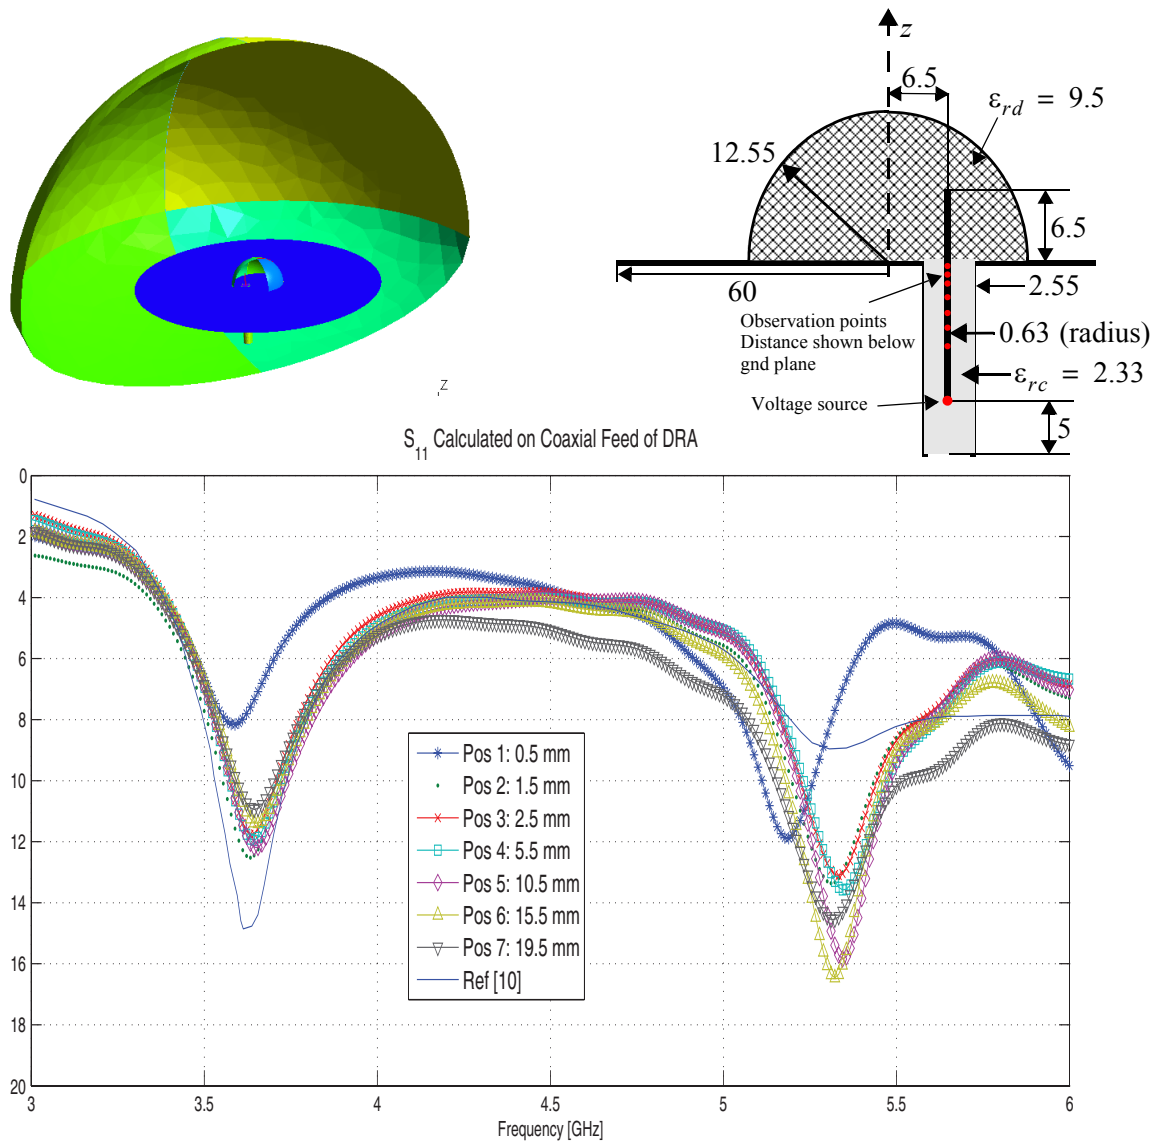 z
6.5
ε_rd = 9.5
12.55
6.5
60
2.55
Observation points
Distance shown below
gnd plane
0.63 (radius)
ε_rc = 2.33
Voltage source
5
Z
S_11 Calculated on Coaxial Feed of DRA
0
2
4
6
8
10
12
14
16
18
20
Pos 1: 0.5 mm
Pos 2: 1.5 mm
Pos 3: 2.5 mm
Pos 4: 5.5 mm
Pos 5: 10.5 mm
Pos 6: 15.5 mm
Pos 7: 19.5 mm
Ref [10]
3 3.5 4 4.5 5 5.5 6
Frequency [GHz]